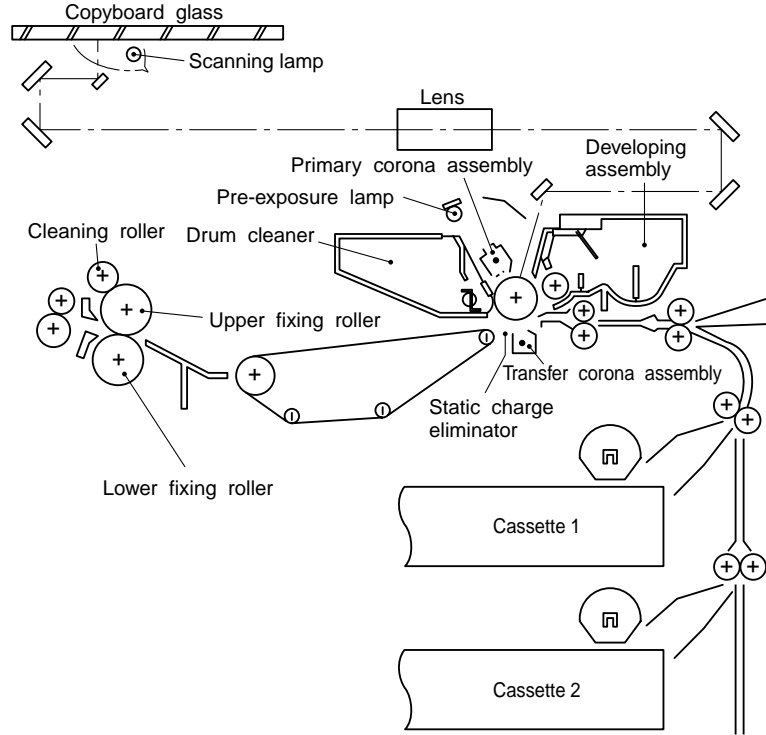 Copyboard glass
Scanning lamp
Lens
Developing
assembly
Primary corona assembly
Pre-exposure lamp
Cleaning roller
Drum cleaner
Upper fixing roller
Transfer corona assembly
Static charge
eliminator
Lower fixing roller
Cassette 1
Cassette 2